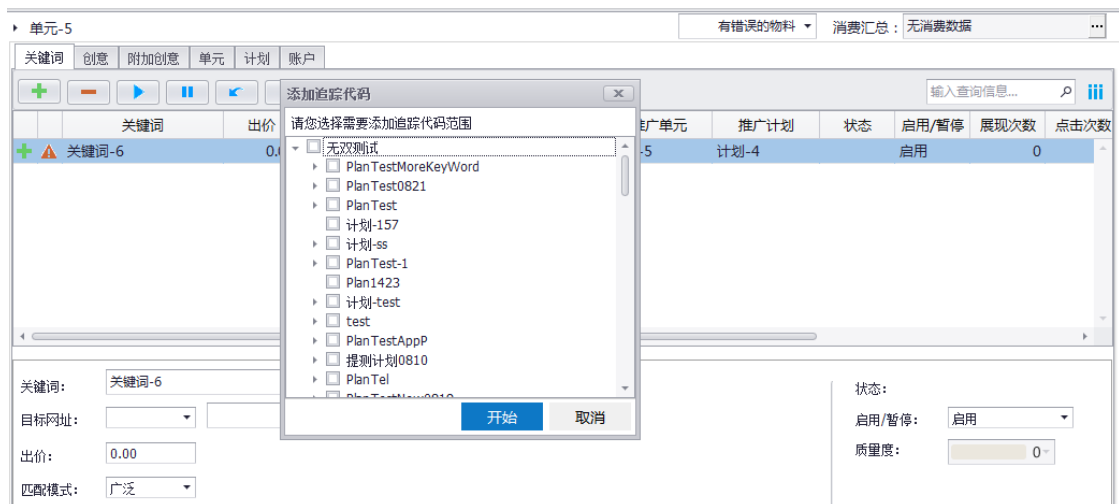 单元-5 有错误的物料 消费汇总：无消费数据 ...
关健词 创意 附加创意 单元 计划 账户
添加追踪代码
输入查询信息...
请您选择需要添加追踪代码范围
关键词 出价 推广单元 推广计划 状态 启用/暂停 展现次数 点击次数
关键词-6 0.0 -5 计划-4 启用 0
无双测试
PlanTestMoreKeyWord
PlanTest0821
PlanTest
计划-157
计划-ss
PlanTest-1
Plan1423
计划-test
test
PlanTestAppP
提测计划0810
PlanTel
PlanTestNew0810
开始 取消
关鍵词： 关键词-6 状态：
目标网址： 启用/暂停： 启用
出价： 0.00 质量度： 0
匹配模式： 广泛